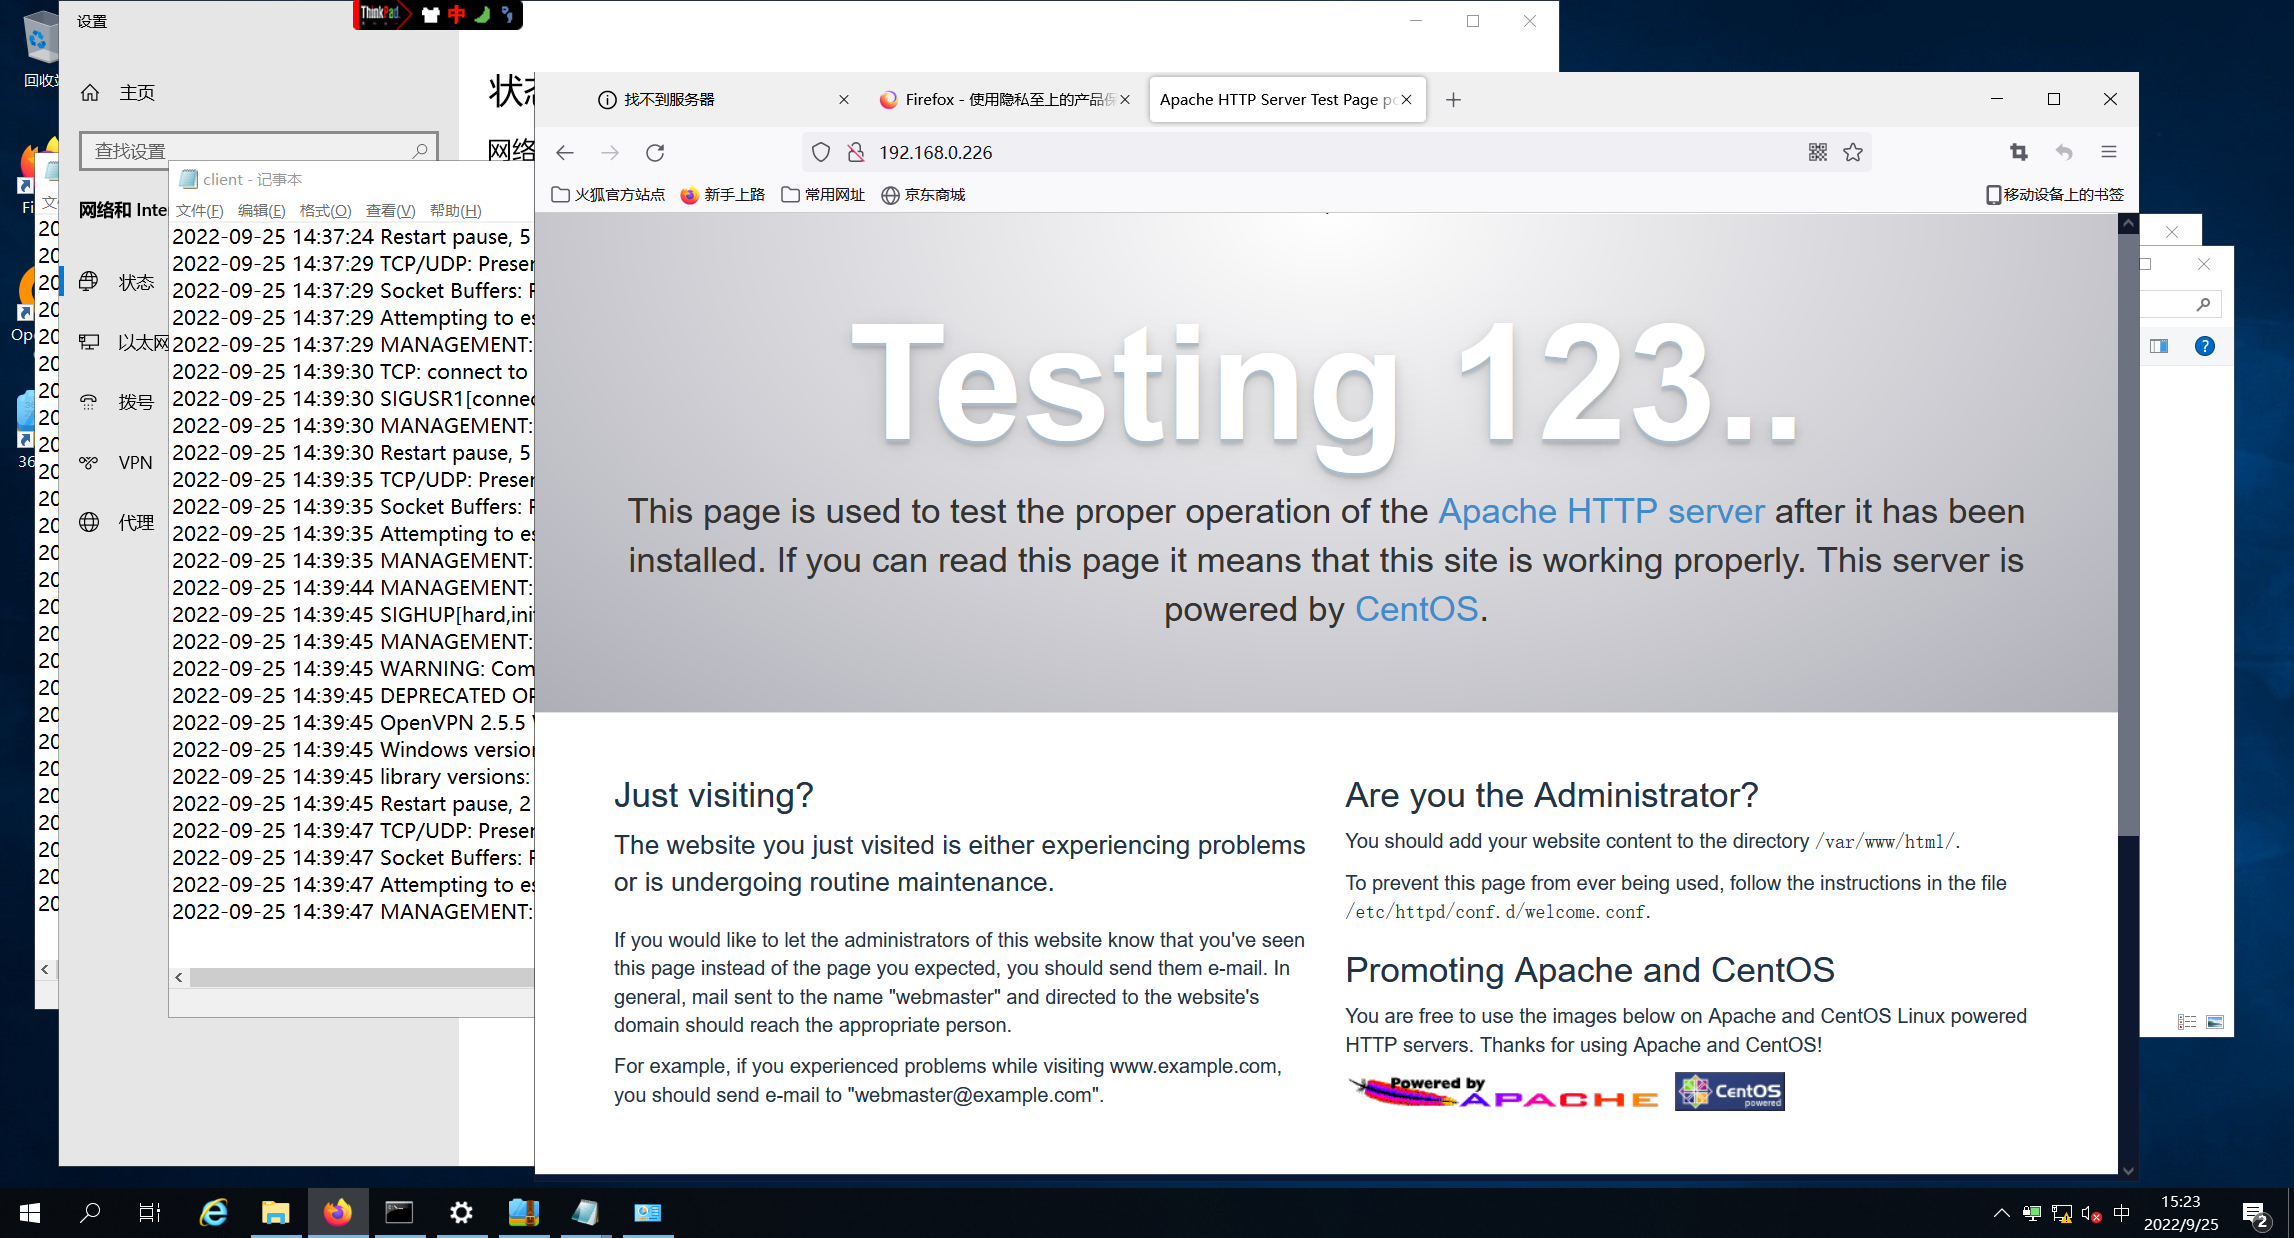 设置
ThinkPad
中
回收
主页
查找设置
网络和 Inte
状态
以太网
拨号
VPN
代理
状态
网络
client - 记事本
文件(F) 编辑(E) 格式(O) 查看(V) 帮助(H)
2022-09-25 14:37:24 Restart pause, 5
2022-09-25 14:37:29 TCP/UDP: Preser
2022-09-25 14:37:29 Socket Buffers: R
2022-09-25 14:37:29 Attempting to es
2022-09-25 14:37:29 MANAGEMENT:
2022-09-25 14:39:30 TCP: connect to
2022-09-25 14:39:30 SIGUSR1[connec
2022-09-25 14:39:30 MANAGEMENT:
2022-09-25 14:39:30 Restart pause, 5
2022-09-25 14:39:35 TCP/UDP: Preser
2022-09-25 14:39:35 Socket Buffers: R
2022-09-25 14:39:35 Attempting to es
2022-09-25 14:39:35 MANAGEMENT:
2022-09-25 14:39:44 MANAGEMENT:
2022-09-25 14:39:45 SIGHUP[hard,init
2022-09-25 14:39:45 MANAGEMENT:
2022-09-25 14:39:45 WARNING: Com
2022-09-25 14:39:45 DEPRECATED OP
2022-09-25 14:39:45 OpenVPN 2.5.5
2022-09-25 14:39:45 Windows version
2022-09-25 14:39:45 library versions:
2022-09-25 14:39:45 Restart pause, 2
2022-09-25 14:39:47 TCP/UDP: Preser
2022-09-25 14:39:47 Socket Buffers: R
2022-09-25 14:39:47 Attempting to es
2022-09-25 14:39:47 MANAGEMENT:
找不到服务器
Firefox - 使用隐私至上的产品保
Apache HTTP Server Test Page po
192.168.0.226
火狐官方站点 新手上路 常用网址 京东商城 移动设备上的书签
Testing 123..
This page is used to test the proper operation of the Apache HTTP server after it has been
installed. If you can read this page it means that this site is working properly. This server is
powered by CentOS.
Just visiting?
The website you just visited is either experiencing problems
or is undergoing routine maintenance.
If you would like to let the administrators of this website know that you've seen
this page instead of the page you expected, you should send them e-mail. In
general, mail sent to the name "webmaster" and directed to the website's
domain should reach the appropriate person.
For example, if you experienced problems while visiting www.example.com,
you should send e-mail to "webmaster@example.com".
Are you the Administrator?
You should add your website content to the directory /var/www/html/.
To prevent this page from ever being used, follow the instructions in the file
/etc/httpd/conf.d/welcome.conf.
Promoting Apache and CentOS
You are free to use the images below on Apache and CentOS Linux powered
HTTP servers. Thanks for using Apache and CentOS!
Powered by APACHE
CentOS powered
中
15:23
2022/9/25
2